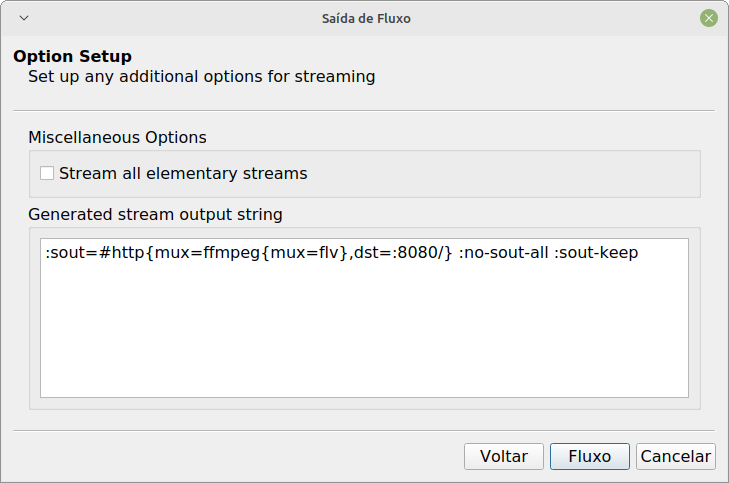 Saída de Fluxo
Option Setup
Set up any additional options for streaming
Miscellaneous Options
Stream all elementary streams
Generated stream output string
:sout=#http{mux=ffmpeg{mux=flv},dst=:8080/} :no-sout-all :sout-keep
Voltar
Fluxo
Cancelar